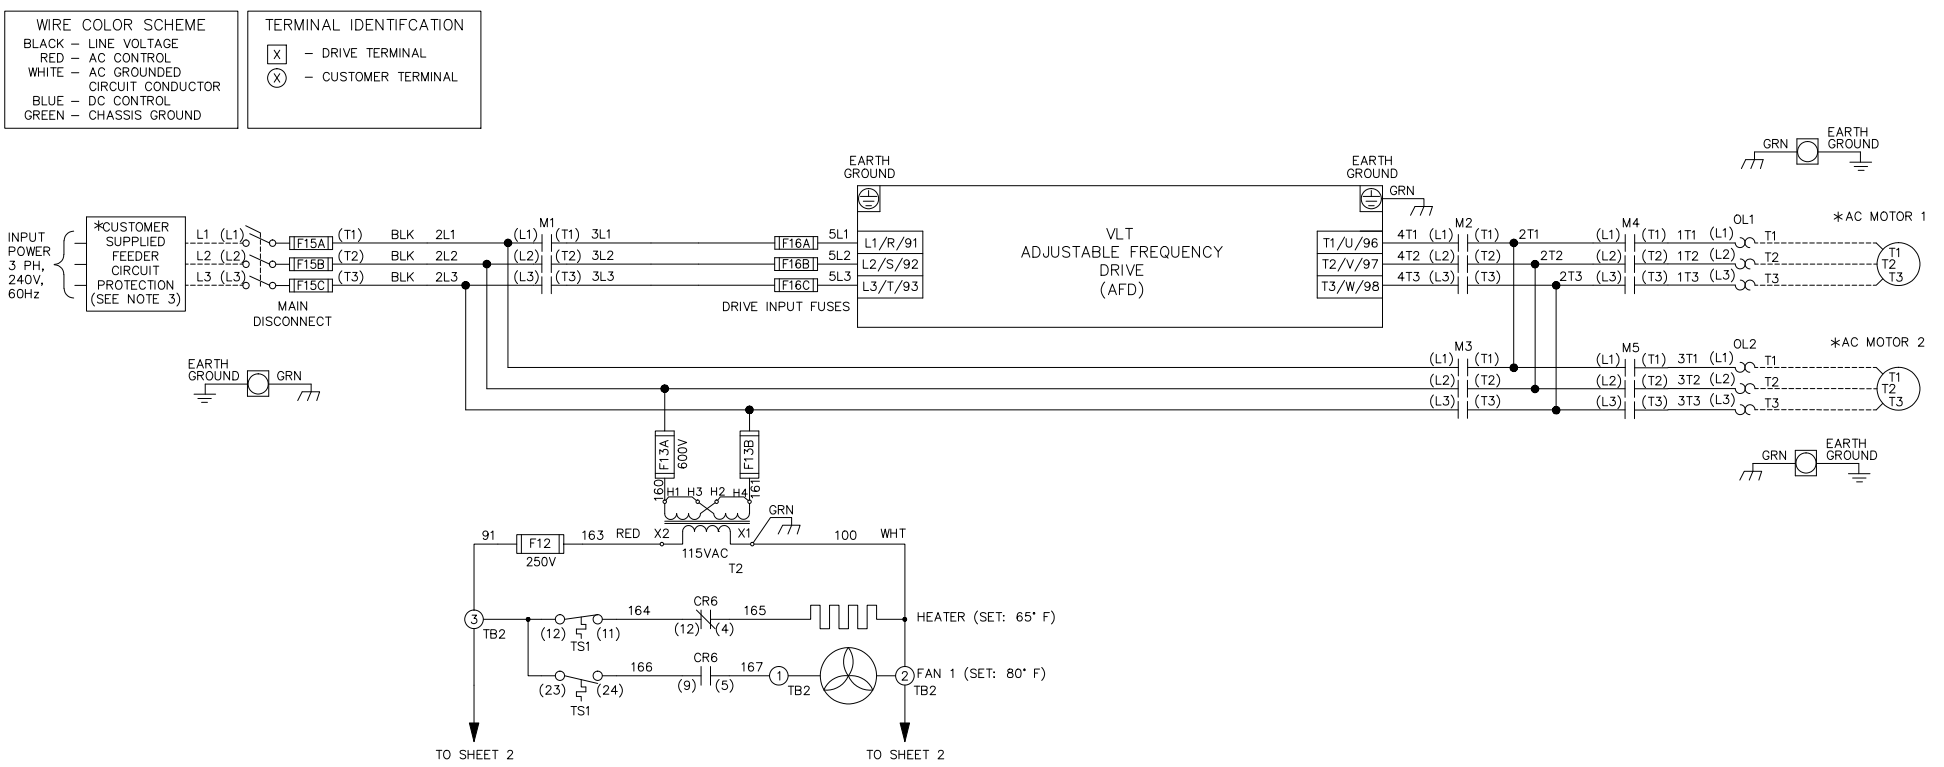 WIRE COLOR SCHEME
BLACK – LINE VOLTAGE
RED – AC CONTROL
WHITE – AC GROUNDED
CIRCUIT CONDUCTOR
BLUE – DC CONTROL
GREEN – CHASSIS GROUND
TERMINAL IDENTIFCATION
X – DRIVE TERMINAL
X – CUSTOMER TERMINAL
INPUT
POWER
3 PH,
240V,
60Hz
*CUSTOMER
SUPPLIED
FEEDER
CIRCUIT
PROTECTION
(SEE NOTE 3)
L1 (L1) F15A (T1) BLK 2L1 (L1) M1 (T1) 3L1 F16A 5L1
L2 (L2) F15B (T2) BLK 2L2 (L2) (T2) 3L2 F16B 5L2
L3 (L3) F15C (T3) BLK 2L3 (L3) (T3) 3L3 F16C 5L3
MAIN
DISCONNECT
DRIVE INPUT FUSES
EARTH
GROUND
GRN
EARTH
GROUND
L1/R/91
L2/S/92
L3/T/93
VLT
ADJUSTABLE FREQUENCY
DRIVE
(AFD)
EARTH
GROUND
GRN
T1/U/96
T2/V/97
T3/W/98
4T1 (L1) M2 (T1) 2T1 (L1) M4 (T1) 1T1 (L1) OL1 T1
4T2 (L2) (T2) 2T2 (L2) (T2) 1T2 (L2) T2
4T3 (L3) (T3) 2T3 (L3) (T3) 1T3 (L3) T3
GRN
EARTH
GROUND
*AC MOTOR 1
T1
T2
T3
(L1) M3 (T1) (L1) M5 (T1) 3T1 (L1) OL2 T1
(L2) (T2) (L2) (T2) 3T2 (L2) T2
(L3) (T3) (L3) (T3) 3T3 (L3) T3
*AC MOTOR 2
T1
T2
T3
GRN
EARTH
GROUND
F13A
600V
F13B
160
H1 H3 H2 H4
161
GRN
91 F12 163 RED X2 X1 100 WHT
250V
115VAC
T2
3
TB2
(12) (11)
TS1
164
CR6
(12) (4)
165
HEATER (SET: 65° F)
(23) (24)
TS1
166
CR6
(9) (5)
167
1
TB2
2
TB2
FAN 1 (SET: 80° F)
TO SHEET 2
TO SHEET 2